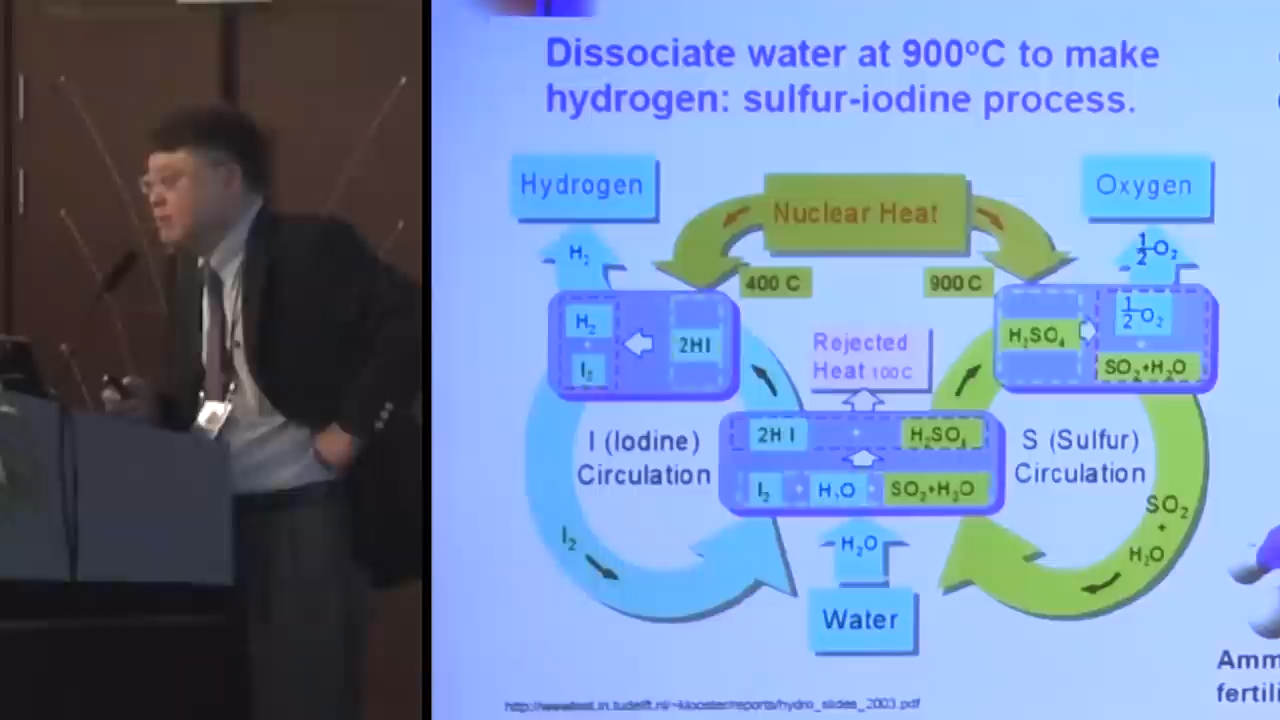 Dissociate water at 900ºC to make
hydrogen: sulfur-iodine process.
Hydrogen
Nuclear Heat
Oxygen
H₂
½O₂
400 C
900 C
H₂
+
I₂
2HI
H₂SO₄
½O₂
+
SO₂+H₂O
Rejected
Heat 100C
I (Iodine)
Circulation
2H I
+
H₂SO₄
S (Sulfur)
Circulation
I₂ + H₂O + SO₂+H₂O
I₂
H₂O
SO₂
+
H₂O
Water
Amm
fertili